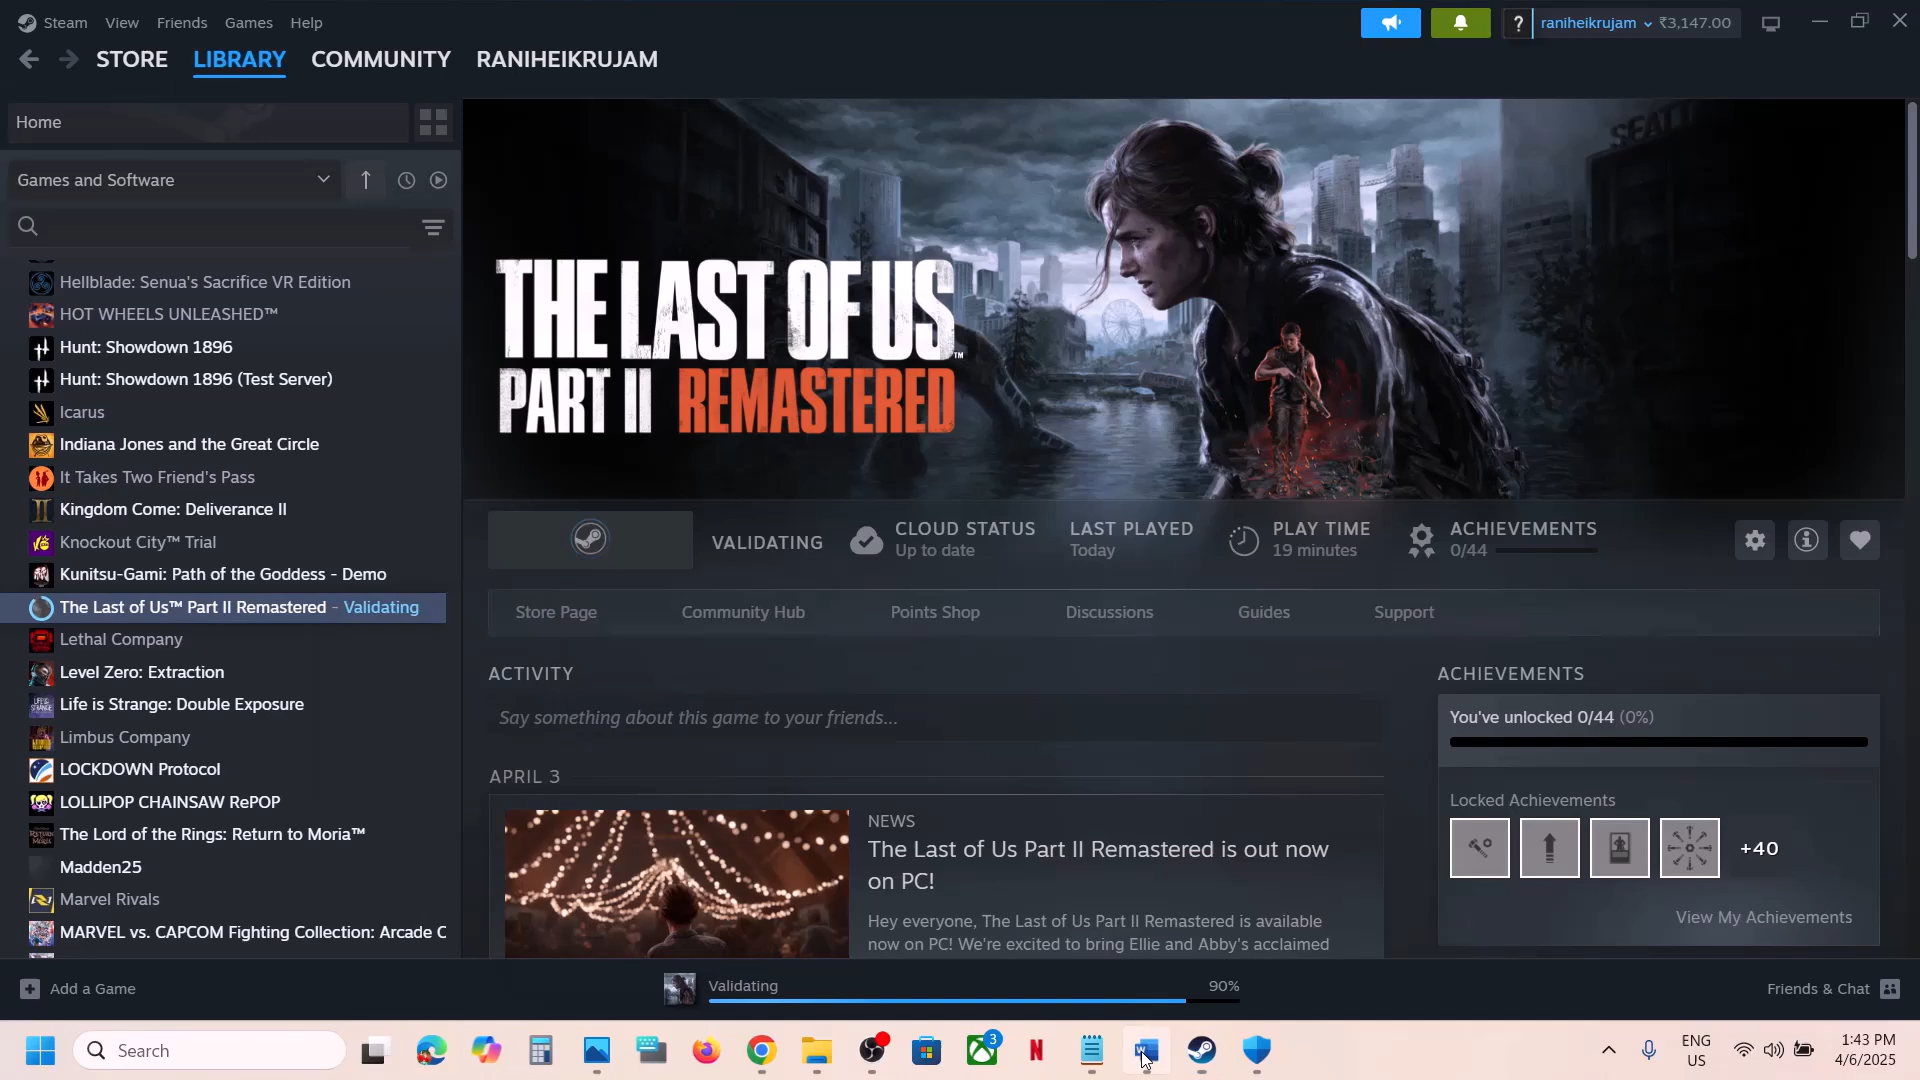 Steam View Friends Games Help
? raniheikrujam ₹3,147.00
STORE LIBRARY COMMUNITY RANIHEIKRUJAM
Home
Games and Software
Hellblade: Senua's Sacrifice VR Edition
HOT WHEELS UNLEASHED™
Hunt: Showdown 1896
Hunt: Showdown 1896 (Test Server)
Icarus
Indiana Jones and the Great Circle
It Takes Two Friend's Pass
Kingdom Come: Deliverance II
Knockout City™ Trial
Kunitsu-Gami: Path of the Goddess - Demo
The Last of Us™ Part II Remastered - Validating
Lethal Company
Level Zero: Extraction
Life is Strange: Double Exposure
Limbus Company
LOCKDOWN Protocol
LOLLIPOP CHAINSAW RePOP
The Lord of the Rings: Return to Moria™
Madden25
Marvel Rivals
MARVEL vs. CAPCOM Fighting Collection: Arcade C
THE LAST OF US™
PART II REMASTERED
VALIDATING
CLOUD STATUS
Up to date
LAST PLAYED
Today
PLAY TIME
19 minutes
ACHIEVEMENTS
0/44
Store Page Community Hub Points Shop Discussions Guides Support
ACTIVITY
Say something about this game to your friends...
APRIL 3
NEWS
The Last of Us Part II Remastered is out now
on PC!
Hey everyone, The Last of Us Part II Remastered is available
now on PC! We're excited to bring Ellie and Abby's acclaimed
ACHIEVEMENTS
You've unlocked 0/44 (0%)
Locked Achievements
+40
View My Achievements
Add a Game
Validating 90%
Friends & Chat
Search
3
ENG
US
1:43 PM
4/6/2025